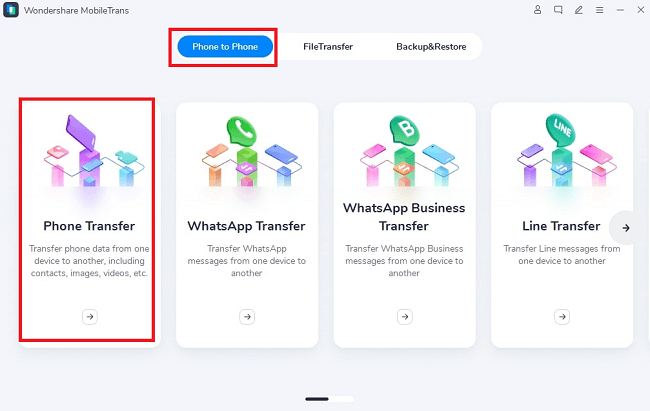 Wondershare MobileTrans
Phone to Phone
FileTransfer
Backup&Restore
Phone Transfer
Transfer phone data from one
device to another, including
contacts, images, videos, etc.
WhatsApp Transfer
Transfer WhatsApp
messages from one device to
another
B
WhatsApp Business
Transfer
Transfer WhatsApp Business
messages from one device to
another
LINE
Line Transfer
Transfer Line messages from
one device to another